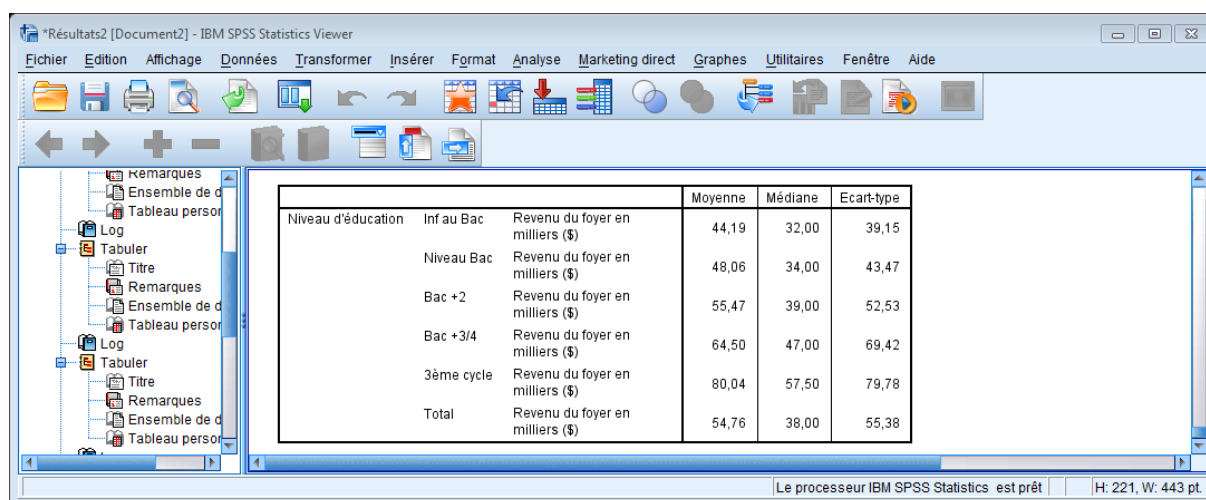 *Résultats2 [Document2] - IBM SPSS Statistics Viewer
Fichier Edition Affichage Données Transformer Insérer Format Analyse Marketing direct Graphes Utilitaires Fenêtre Aide
Remarques
Ensemble de d
Tableau person
Log
Tabuler
Titre
Remarques
Ensemble de d
Tableau person
Log
Tabuler
Titre
Remarques
Ensemble de d
Tableau person
Moyenne Médiane Ecart-type
Niveau d'éducation Inf au Bac Revenu du foyer en
milliers ($) 44,19 32,00 39,15
Niveau Bac Revenu du foyer en
milliers ($) 48,06 34,00 43,47
Bac +2 Revenu du foyer en
milliers ($) 55,47 39,00 52,53
Bac +3/4 Revenu du foyer en
milliers ($) 64,50 47,00 69,42
3ème cycle Revenu du foyer en
milliers ($) 80,04 57,50 79,78
Total Revenu du foyer en
milliers ($) 54,76 38,00 55,38
Le processeur IBM SPSS Statistics est prêt H: 221, W: 443 pt.